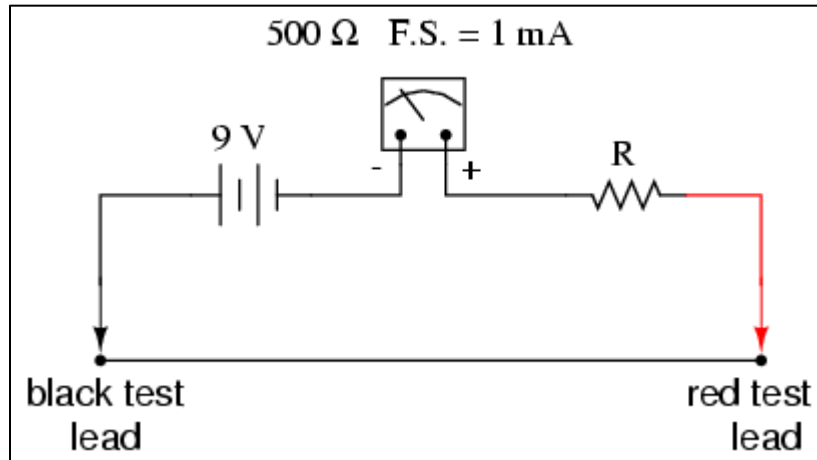 500 Ω F.S. = 1 mA
9 V
- +
R
black test
lead
red test
lead